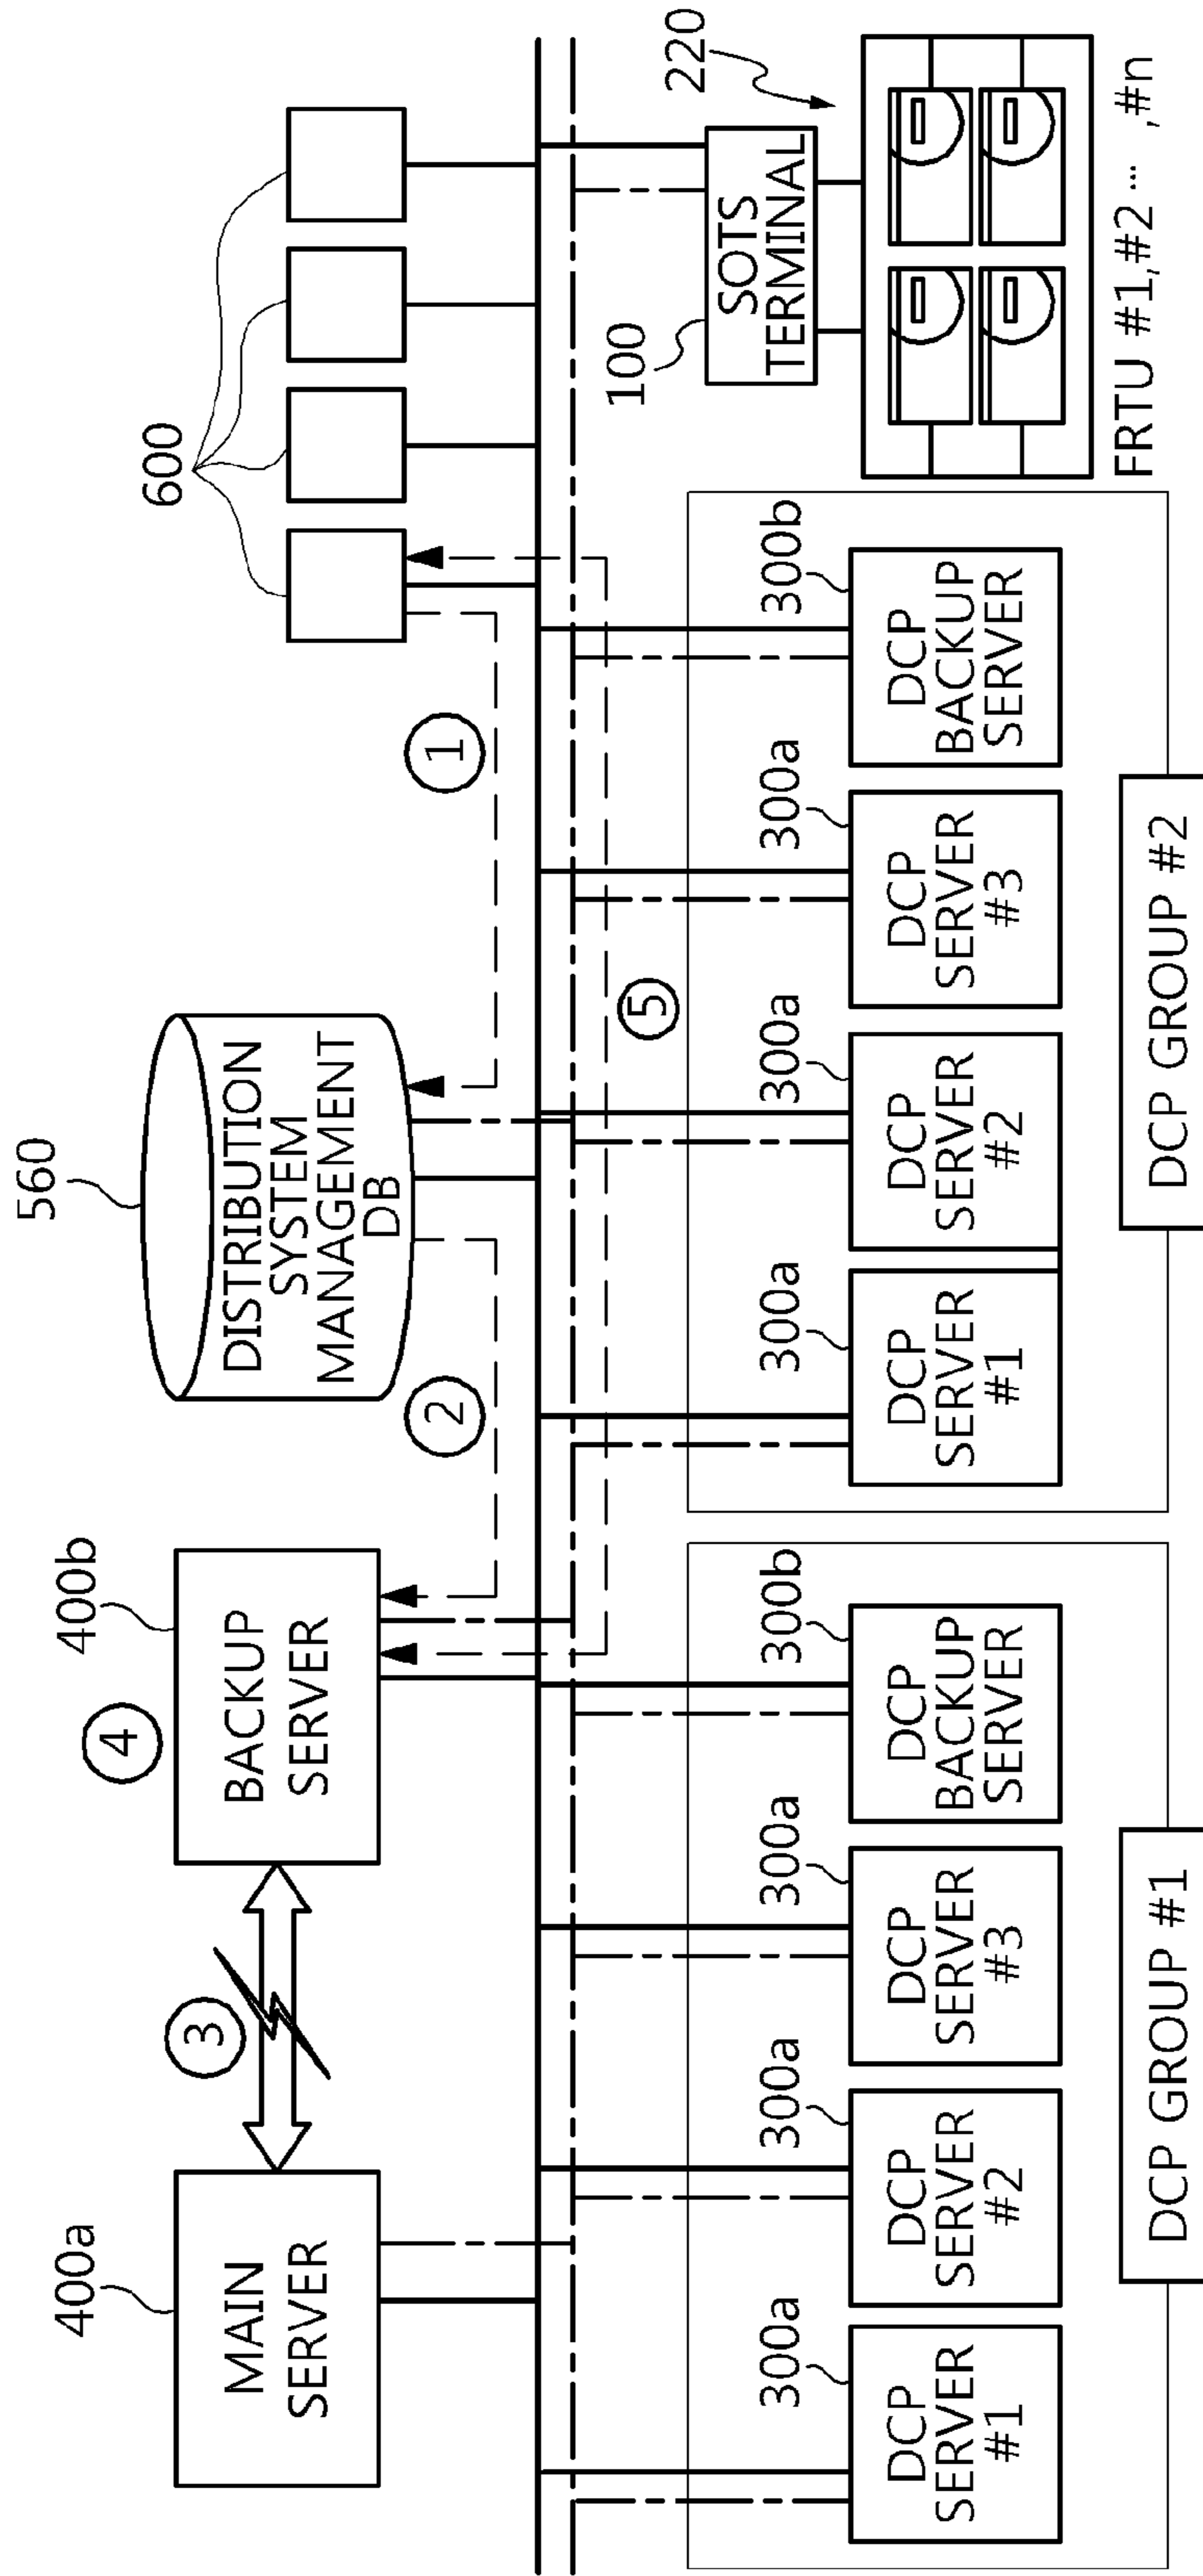 400a
MAIN
SERVER
3
4
400b
BACKUP
SERVER
2
560
DISTRIBUTION
SYSTEM
MANAGEMENT
DB
1
600
5
300a
DCP
SERVER
#1
300a
DCP
SERVER
#2
300a
DCP
SERVER
#3
300b
DCP
BACKUP
SERVER
DCP GROUP #1
300a
DCP
SERVER
#1
300a
DCP
SERVER
#2
300a
DCP
SERVER
#3
300b
DCP
BACKUP
SERVER
DCP GROUP #2
100
SOTS
TERMINAL
220
FRTU #1,#2 ... ,#n